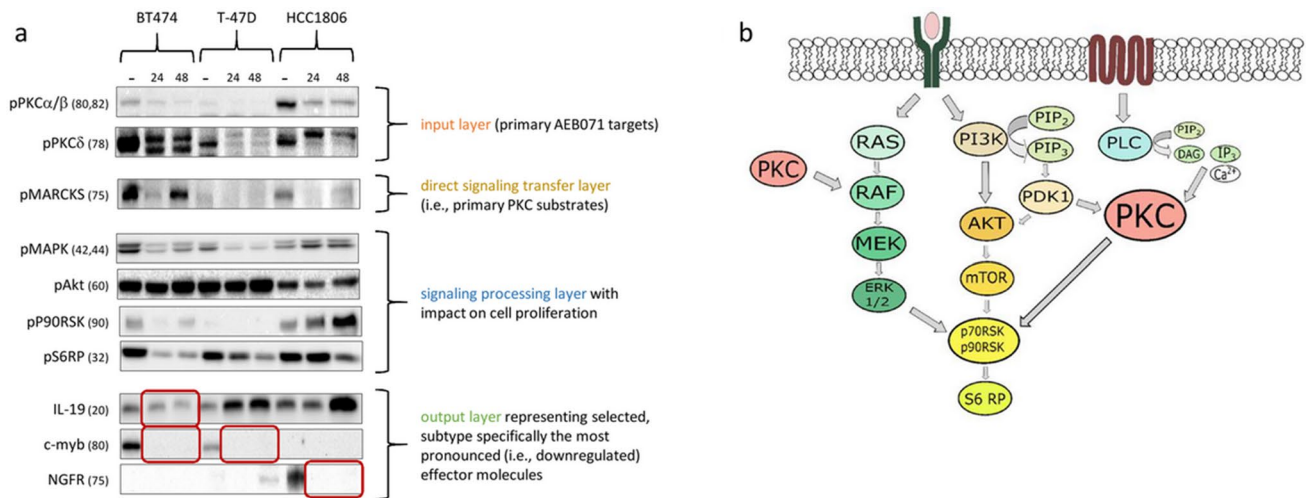 a
BT474 T-47D HCC1806
– 24 48 – 24 48 – 24 48
pPKCα/β (80,82)
pPKCδ (78)
input layer (primary AEB071 targets)
pMARCKS (75)
direct signaling transfer layer
(i.e., primary PKC substrates)
pMAPK (42,44)
pAkt (60)
pP90RSK (90)
pS6RP (32)
signaling processing layer with
impact on cell proliferation
IL-19 (20)
c-myb (80)
NGFR (75)
output layer representing selected,
subtype specifically the most
pronounced (i.e., downregulated)
effector molecules
b
RAS
PI3K
PIP2
PIP3
PLC
PIP2
DAG
IP3
Ca2+
PKC
RAF
PDK1
PKC
AKT
MEK
mTOR
ERK
1/2
p70RSK
p90RSK
S6 RP